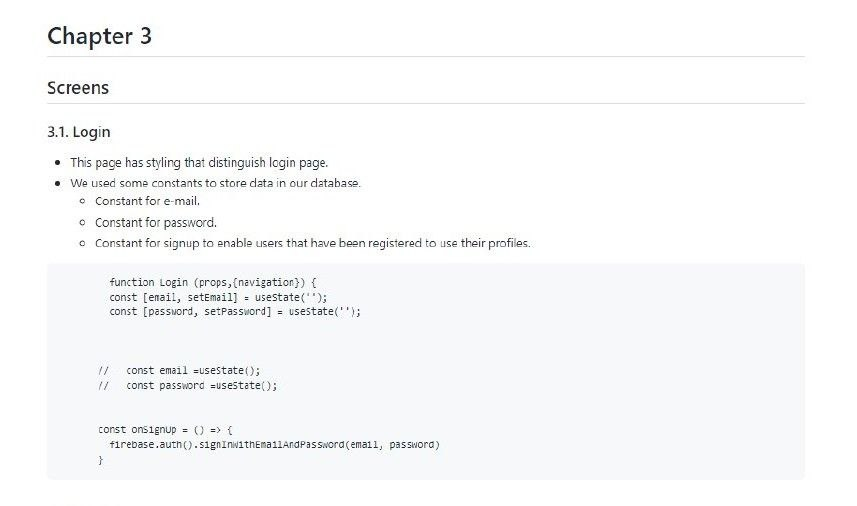 Chapter 3
Screens
3.1. Login
• This page has styling that distinguish login page.
• We used some constants to store data in our database.
◦ Constant for e-mail.
◦ Constant for password.
◦ Constant for signup to enable users that have been registered to use their profiles.
function Login (props,{navigation}) {
const [email, setEmail] = useState('');
const [password, setPassword] = useState('');
// const email =useState();
// const password =useState();
const onSignUp = () => {
firebase.auth().signInWithEmailAndPassword(email, password)
}